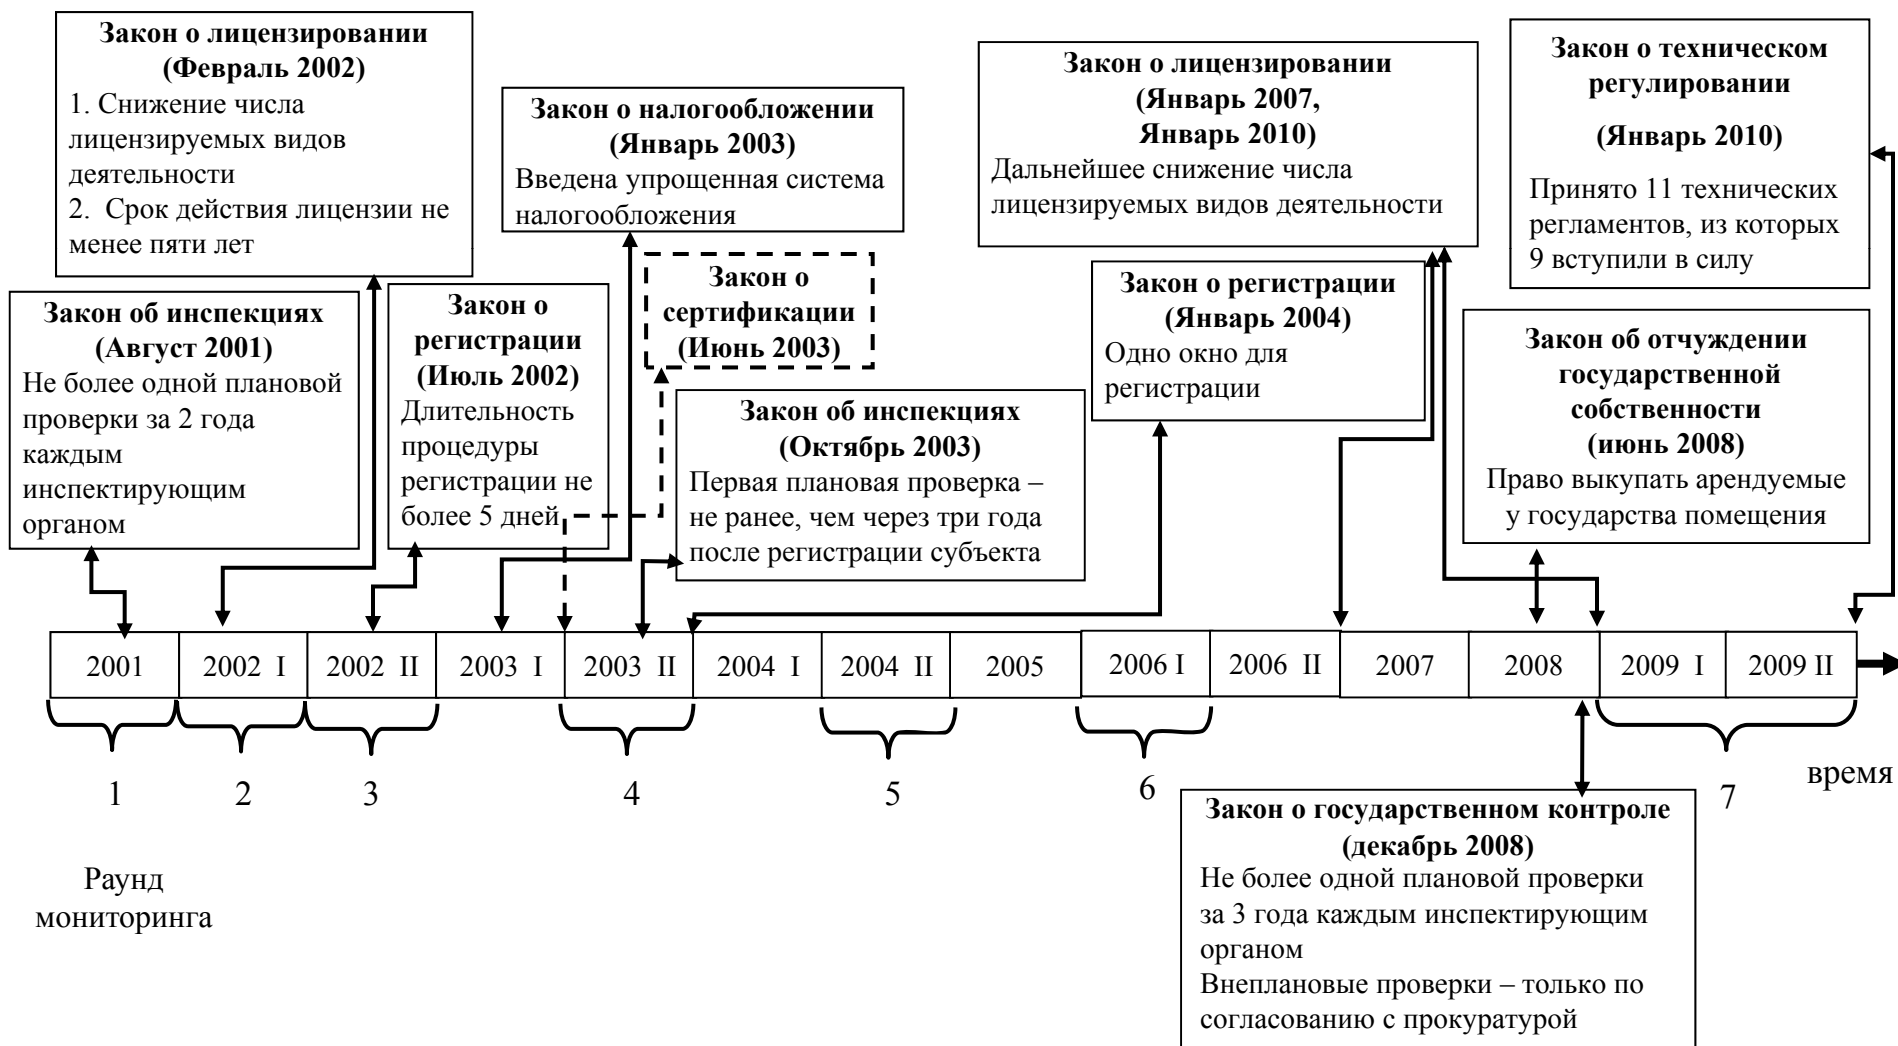 Закон о лицензировании
(Февраль 2002)
1. Снижение числа
лицензируемых видов
деятельности
2. Срок действия лицензии не
менее пяти лет
Закон о налогообложении
(Январь 2003)
Введена упрощенная система
налогообложения
Закон о лицензировании
(Январь 2007,
Январь 2010)
Дальнейшее снижение числа
лицензируемых видов деятельности
Закон о техническом
регулировании
(Январь 2010)
Принято 11 технических
регламентов, из которых
9 вступили в силу
Закон об инспекциях
(Август 2001)
Не более одной плановой
проверки за 2 года
каждым
инспектирующим
органом
Закон о
регистрации
(Июль 2002)
Длительность
процедуры
регистрации не
более 5 дней
Закон о
сертификации
(Июнь 2003)
Закон об инспекциях
(Октябрь 2003)
Первая плановая проверка –
не ранее, чем через три года
после регистрации субъекта
Закон о регистрации
(Январь 2004)
Одно окно для
регистрации
Закон об отчуждении
государственной
собственности
(июнь 2008)
Право выкупать арендуемые
у государства помещения
2001
2002 I
2002 II
2003 I
2003 II
2004 I
2004 II
2005
2006 I
2006 II
2007
2008
2009 I
2009 II
1
2
3
4
5
6
7
время
Раунд
мониторинга
Закон о государственном контроле
(декабрь 2008)
Не более одной плановой проверки
за 3 года каждым инспектирующим
органом
Внеплановые проверки – только по
согласованию с прокуратурой